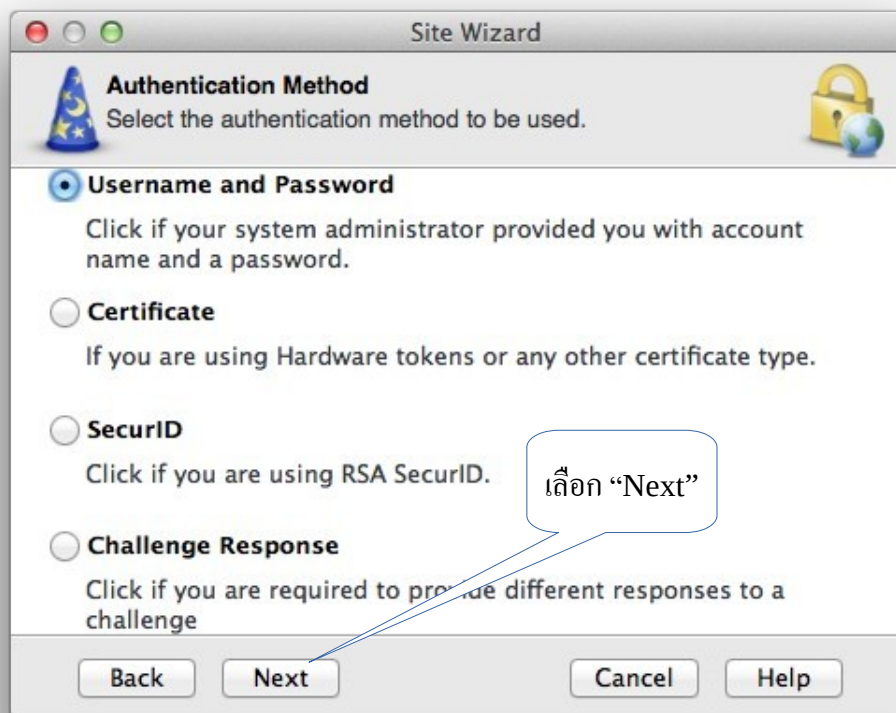 Site Wizard
Authentication Method
Select the authentication method to be used.
Username and Password
Click if your system administrator provided you with account
name and a password.
Certificate
If you are using Hardware tokens or any other certificate type.
SecurID
Click if you are using RSA SecurID.
เลือก “Next”
Challenge Response
Click if you are required to provide different responses to a
challenge
Back Next Cancel Help